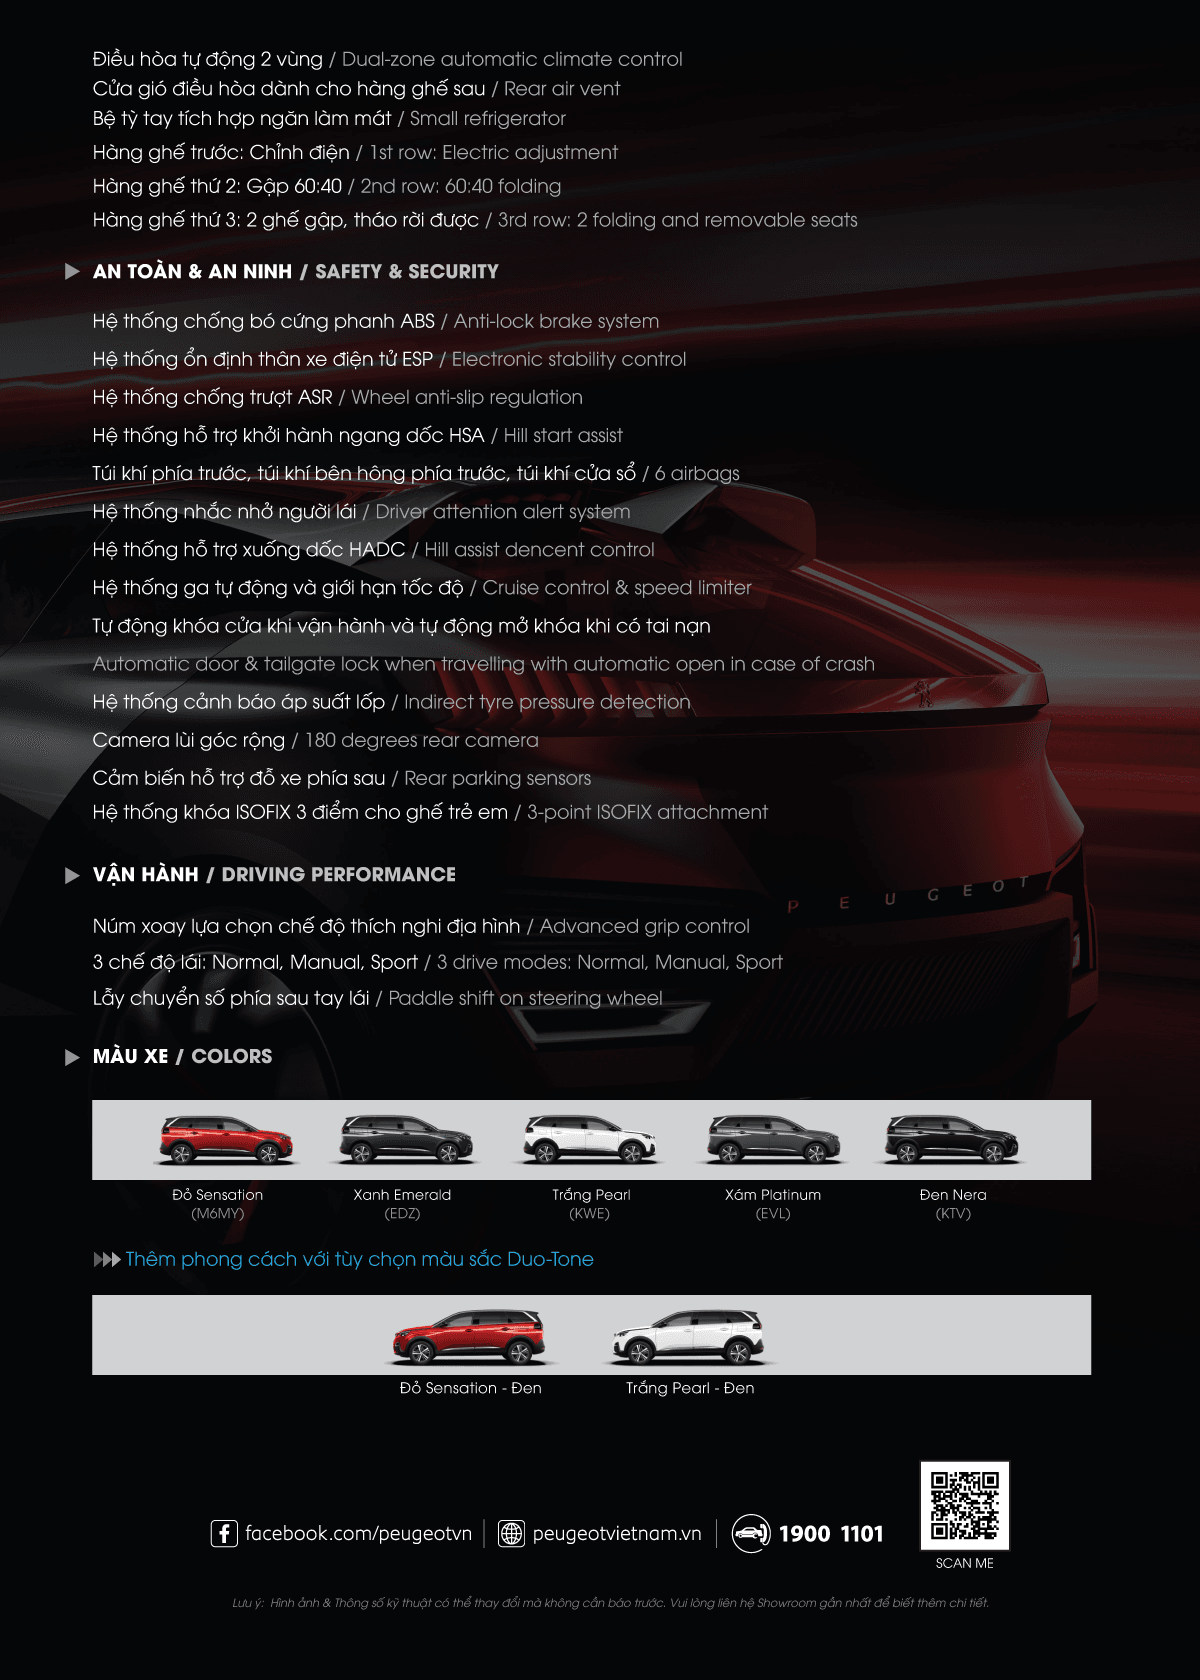 Điều hòa tự động 2 vùng / Dual-zone automatic climate control
Cửa gió điều hòa dành cho hàng ghế sau / Rear air vent
Bệ tỳ tay tích hợp ngăn làm mát / Small refrigerator
Hàng ghế trước: Chỉnh điện / 1st row: Electric adjustment
Hàng ghế thứ 2: Gập 60:40 / 2nd row: 60:40 folding
Hàng ghế thứ 3: 2 ghế gập, tháo rời được / 3rd row: 2 folding and removable seats
AN TOÀN & AN NINH / SAFETY & SECURITY
Hệ thống chống bó cứng phanh ABS / Anti-lock brake system
Hệ thống ổn định thân xe điện tử ESP / Electronic stability control
Hệ thống chống trượt ASR / Wheel anti-slip regulation
Hệ thống hỗ trợ khởi hành ngang dốc HSA / Hill start assist
Túi khí phía trước, túi khí bên hông phía trước, túi khí cửa sổ / 6 airbags
Hệ thống nhắc nhở người lái / Driver attention alert system
Hệ thống hỗ trợ xuống dốc HADC / Hill assist dencent control
Hệ thống ga tự động và giới hạn tốc độ / Cruise control & speed limiter
Tự động khóa cửa khi vận hành và tự động mở khóa khi có tai nạn
Automatic door & tailgate lock when travelling with automatic open in case of crash
Hệ thống cảnh báo áp suất lốp / Indirect tyre pressure detection
Camera lùi góc rộng / 180 degrees rear camera
Cảm biến hỗ trợ đỗ xe phía sau / Rear parking sensors
Hệ thống khóa ISOFIX 3 điểm cho ghế trẻ em / 3-point ISOFIX attachment
VẬN HÀNH / DRIVING PERFORMANCE
PEUGEOT
Núm xoay lựa chọn chế độ thích nghi địa hình / Advanced grip control
3 chế độ lái: Normal, Manual, Sport / 3 drive modes: Normal, Manual, Sport
Lẫy chuyển số phía sau tay lái / Paddle shift on steering wheel
MÀU XE / COLORS
Đỏ Sensation Xanh Emerald Trắng Pearl Xám Platinum Đen Nera
(M6MY) (EDZ) (KWE) (EVL) (KTV)
Thêm phong cách với tùy chọn màu sắc Duo-Tone
Đỏ Sensation - Đen Trắng Pearl - Đen
facebook.com/peugeotvn peugeotvietnam.vn 1900 1101
SCAN ME
Lưu ý: Hình ảnh & Thông số kỹ thuật có thể thay đổi mà không cần báo trước. Vui lòng liên hệ Showroom gần nhất để biết thêm chi tiết.